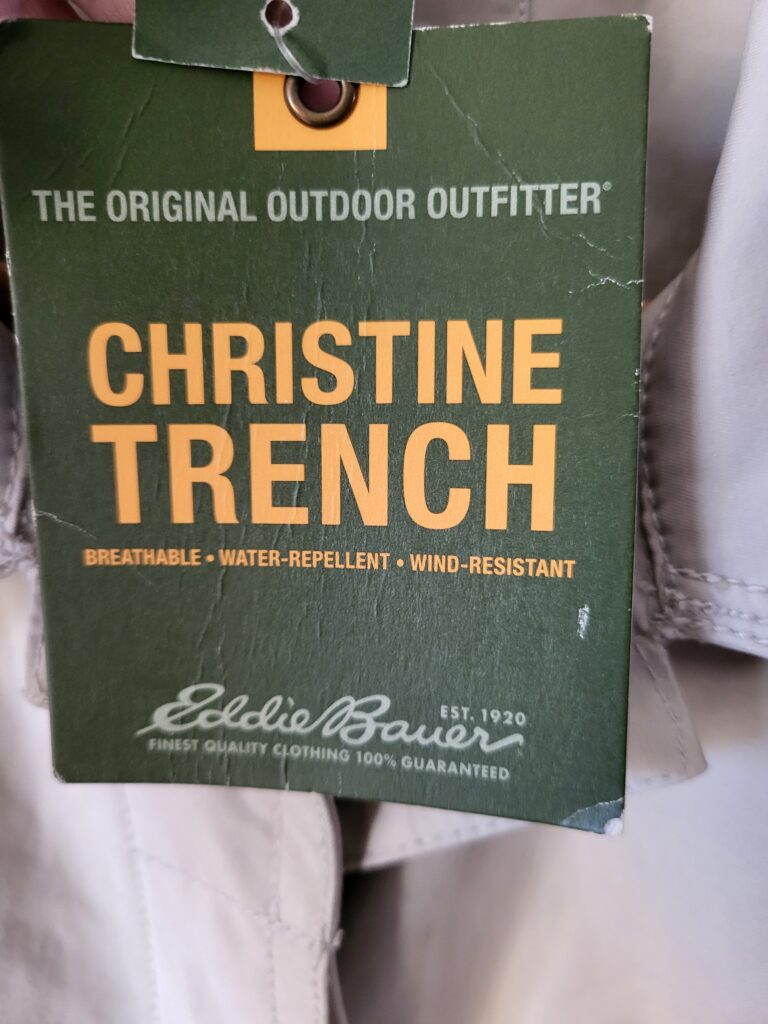 THE ORIGINAL OUTDOOR OUTFITTER®
CHRISTINE
TRENCH
BREATHABLE • WATER-REPELLENT • WIND-RESISTANT
Eddie Bauer EST. 1920
FINEST QUALITY CLOTHING 100% GUARANTEED